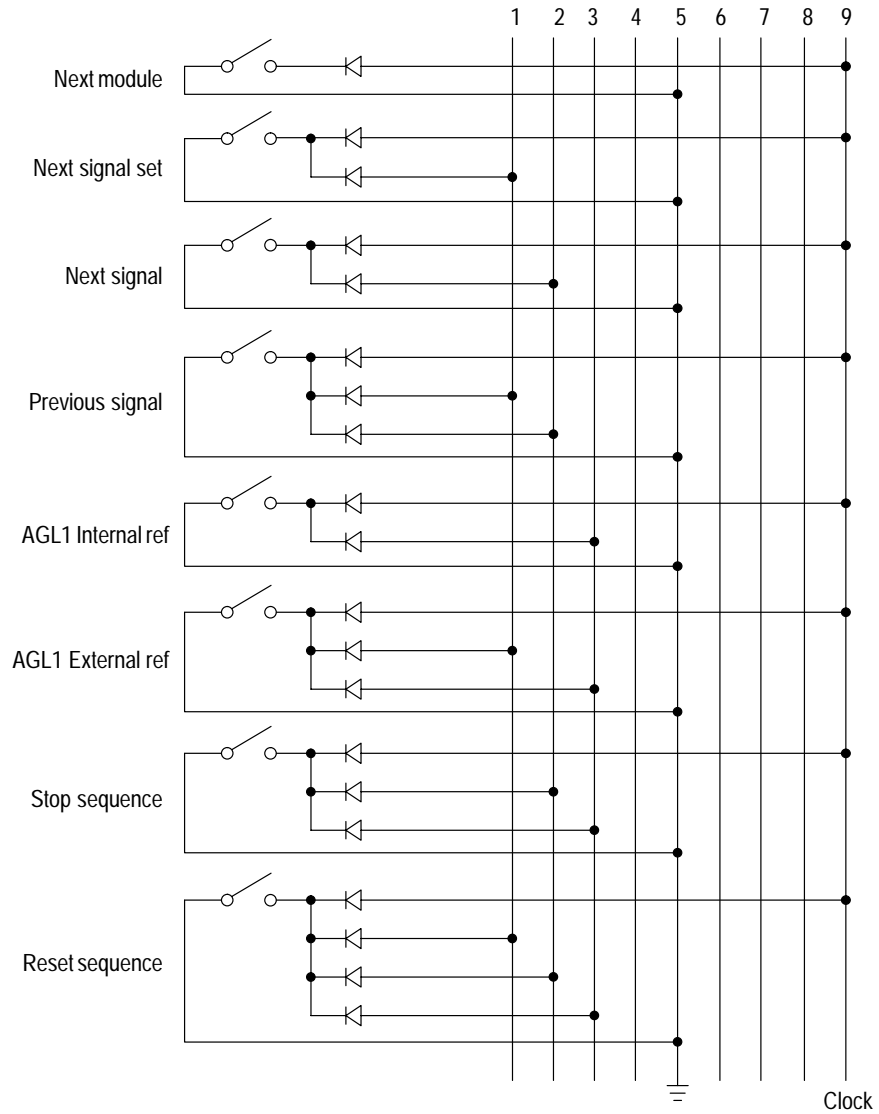 1 2 3 4 5 6 7 8 9
Next module
Next signal set
Next signal
Previous signal
AGL1 Internal ref
AGL1 External ref
Stop sequence
Reset sequence
Clock